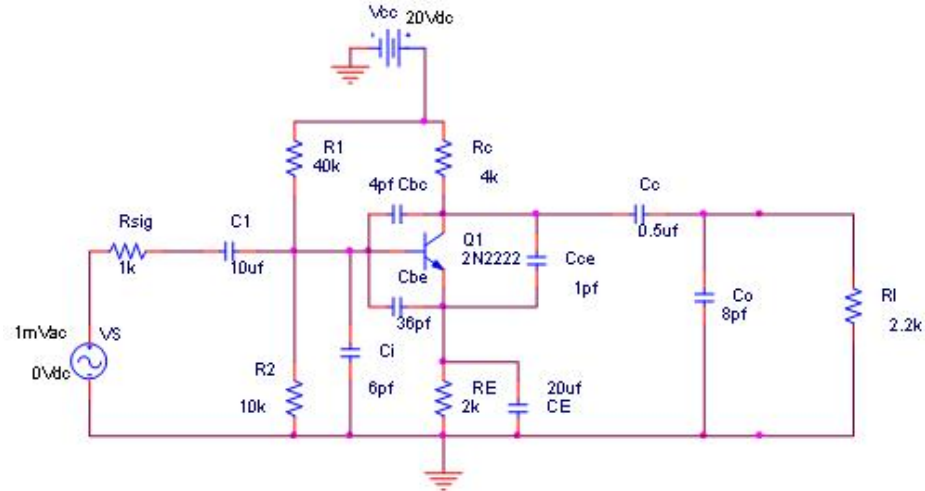 Vcc 20Vdc
R1
40k
Rc
4k
4pf Cbc
Cc
0.5uf
Rsig
1k
C1
10uf
Q1
2N2222
Cce
1pf
Cbe
36pf
Co
8pf
Rl
2.2k
1mVac VS
0Vdc
Ci
6pf
R2
10k
RE
2k
20uf
CE